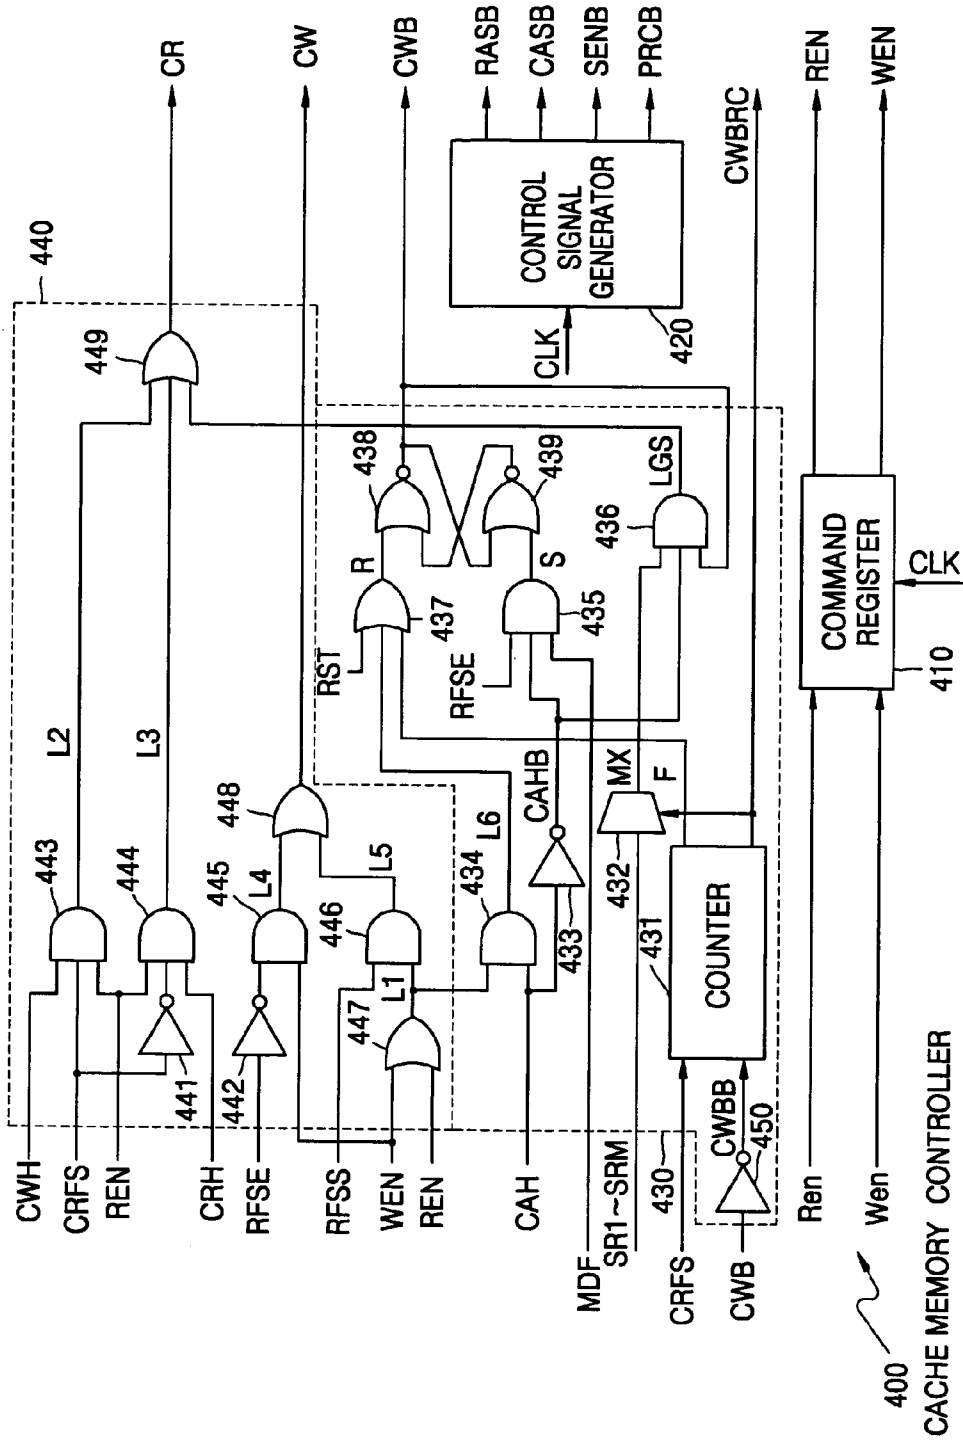 440
449
CR
CW
CWB
RASB
CASB
SENB
PRCB
CWBRC
REN
WEN
CONTROL
SIGNAL
GENERATOR
CLK
420
L2
L3
443
444
441
CWH
CRFS
REN
CRH
448
445
L4
L5
446
442
447
L1
RFSE
RFSS
WEN
REN
438
439
R
S
437
435
RST
RFSE
LGS
436
L6
434
CAHB
433
MX
F
432
431
COUNTER
CAH
MDF
SR1~SRM
430
CRFS
CWBB
450
CWB
COMMAND
REGISTER
CLK
410
Ren
Wen
400
CACHE MEMORY CONTROLLER